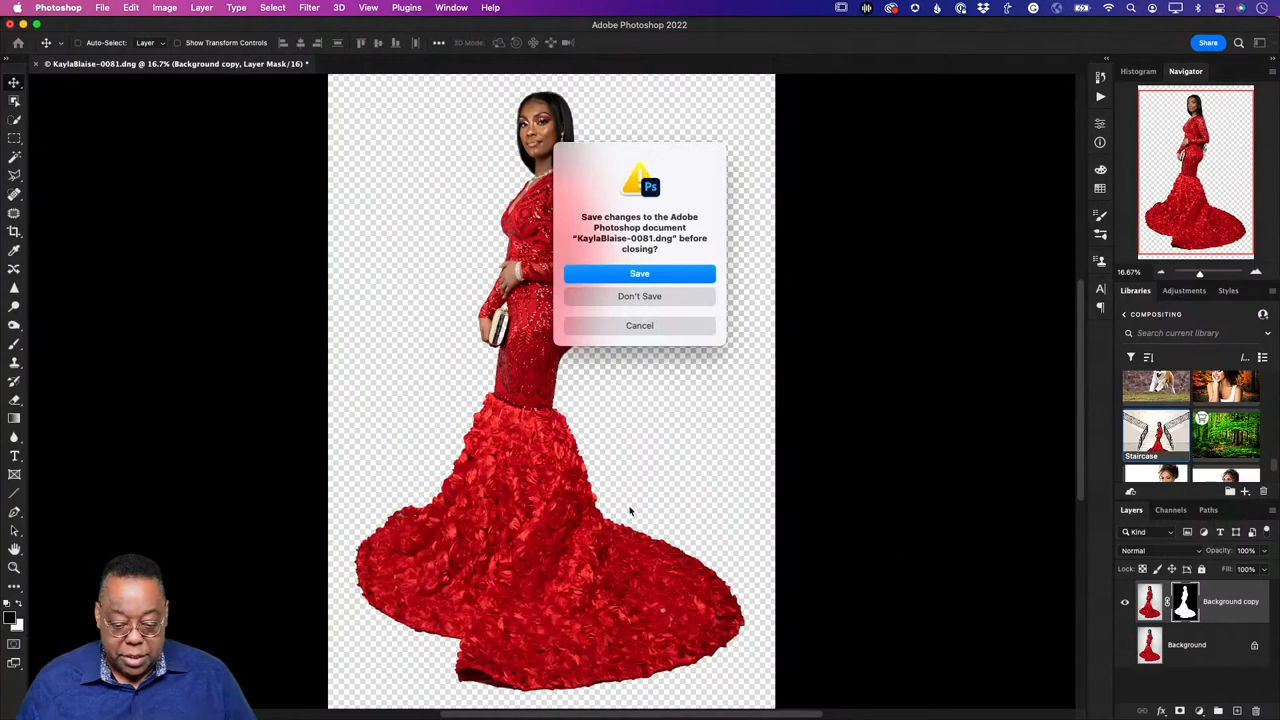 Photoshop File Edit Image Layer Type Select Filter 3D View Plugins Window Help
Adobe Photoshop 2022
Auto-Select: Layer Show Transform Controls 3D Mode: Share
© KaylaBlaise-0081.dng @ 16.7% (Background copy, Layer Mask/16) *
Histogram Navigator
Ps
Save changes to the Adobe
Photoshop document
“KaylaBlaise-0081.dng” before
closing?
Save
Don't Save
Cancel
16.67%
Libraries Adjustments Styles
COMPOSITING
Search current library
Staircase
Layers Channels Paths
Kind
Normal Opacity: 100%
Lock: Fill: 100%
Background copy
Background